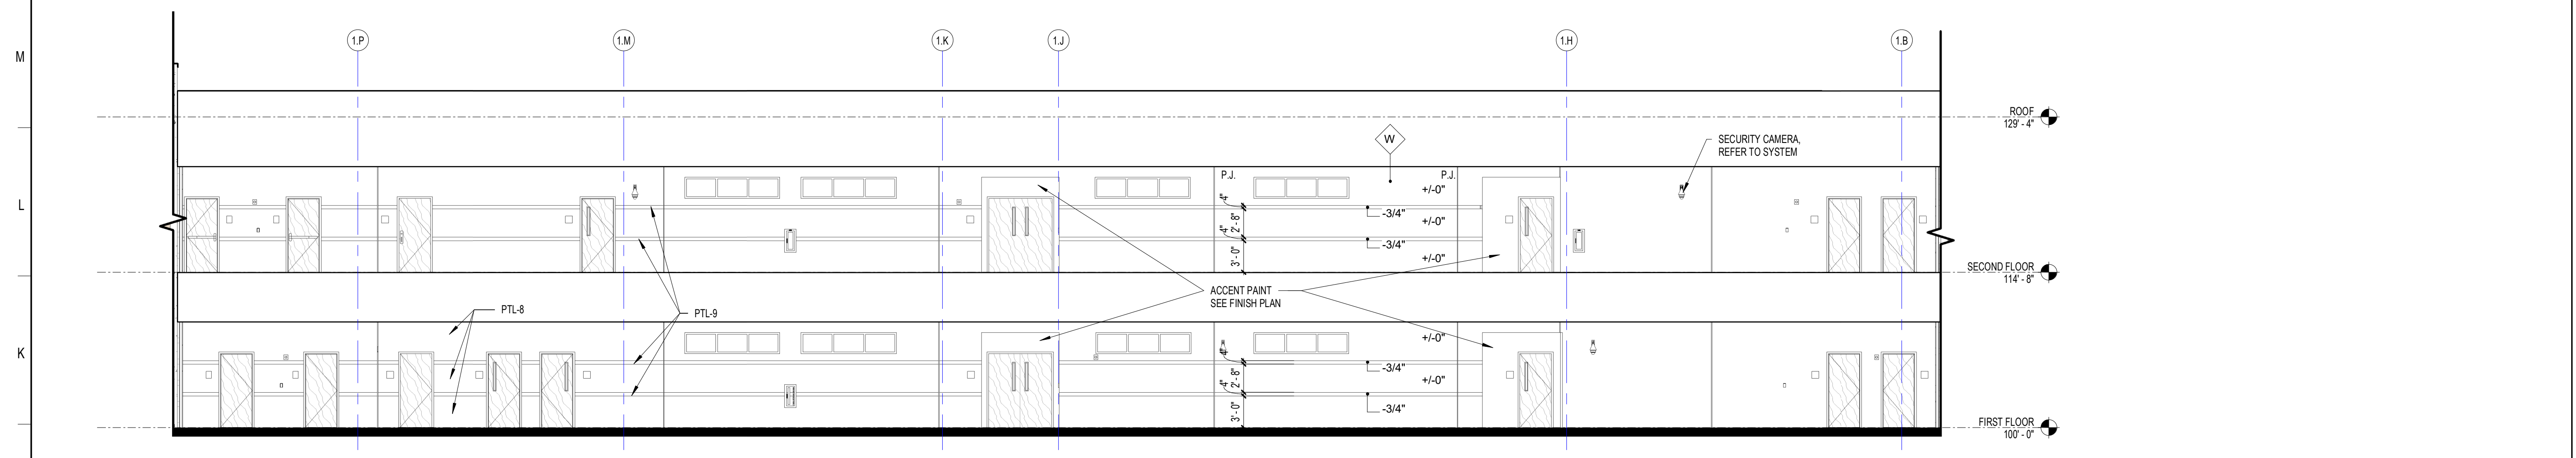 M
1.P
1.M
1.K
1.J
1.H
1.B
ROOF
129' - 4"
W
SECURITY CAMERA,
REFER TO SYSTEM
L
P.J.
P.J.
+/-0"
4"
-3/4"
2' - 8"
+/-0"
4"
-3/4"
3' - 0"
+/-0"
SECOND FLOOR
114' - 8"
ACCENT PAINT
SEE FINISH PLAN
PTL-8
PTL-9
K
+/-0"
4"
-3/4"
2' - 8"
+/-0"
4"
-3/4"
3' - 0"
FIRST FLOOR
100' - 0"